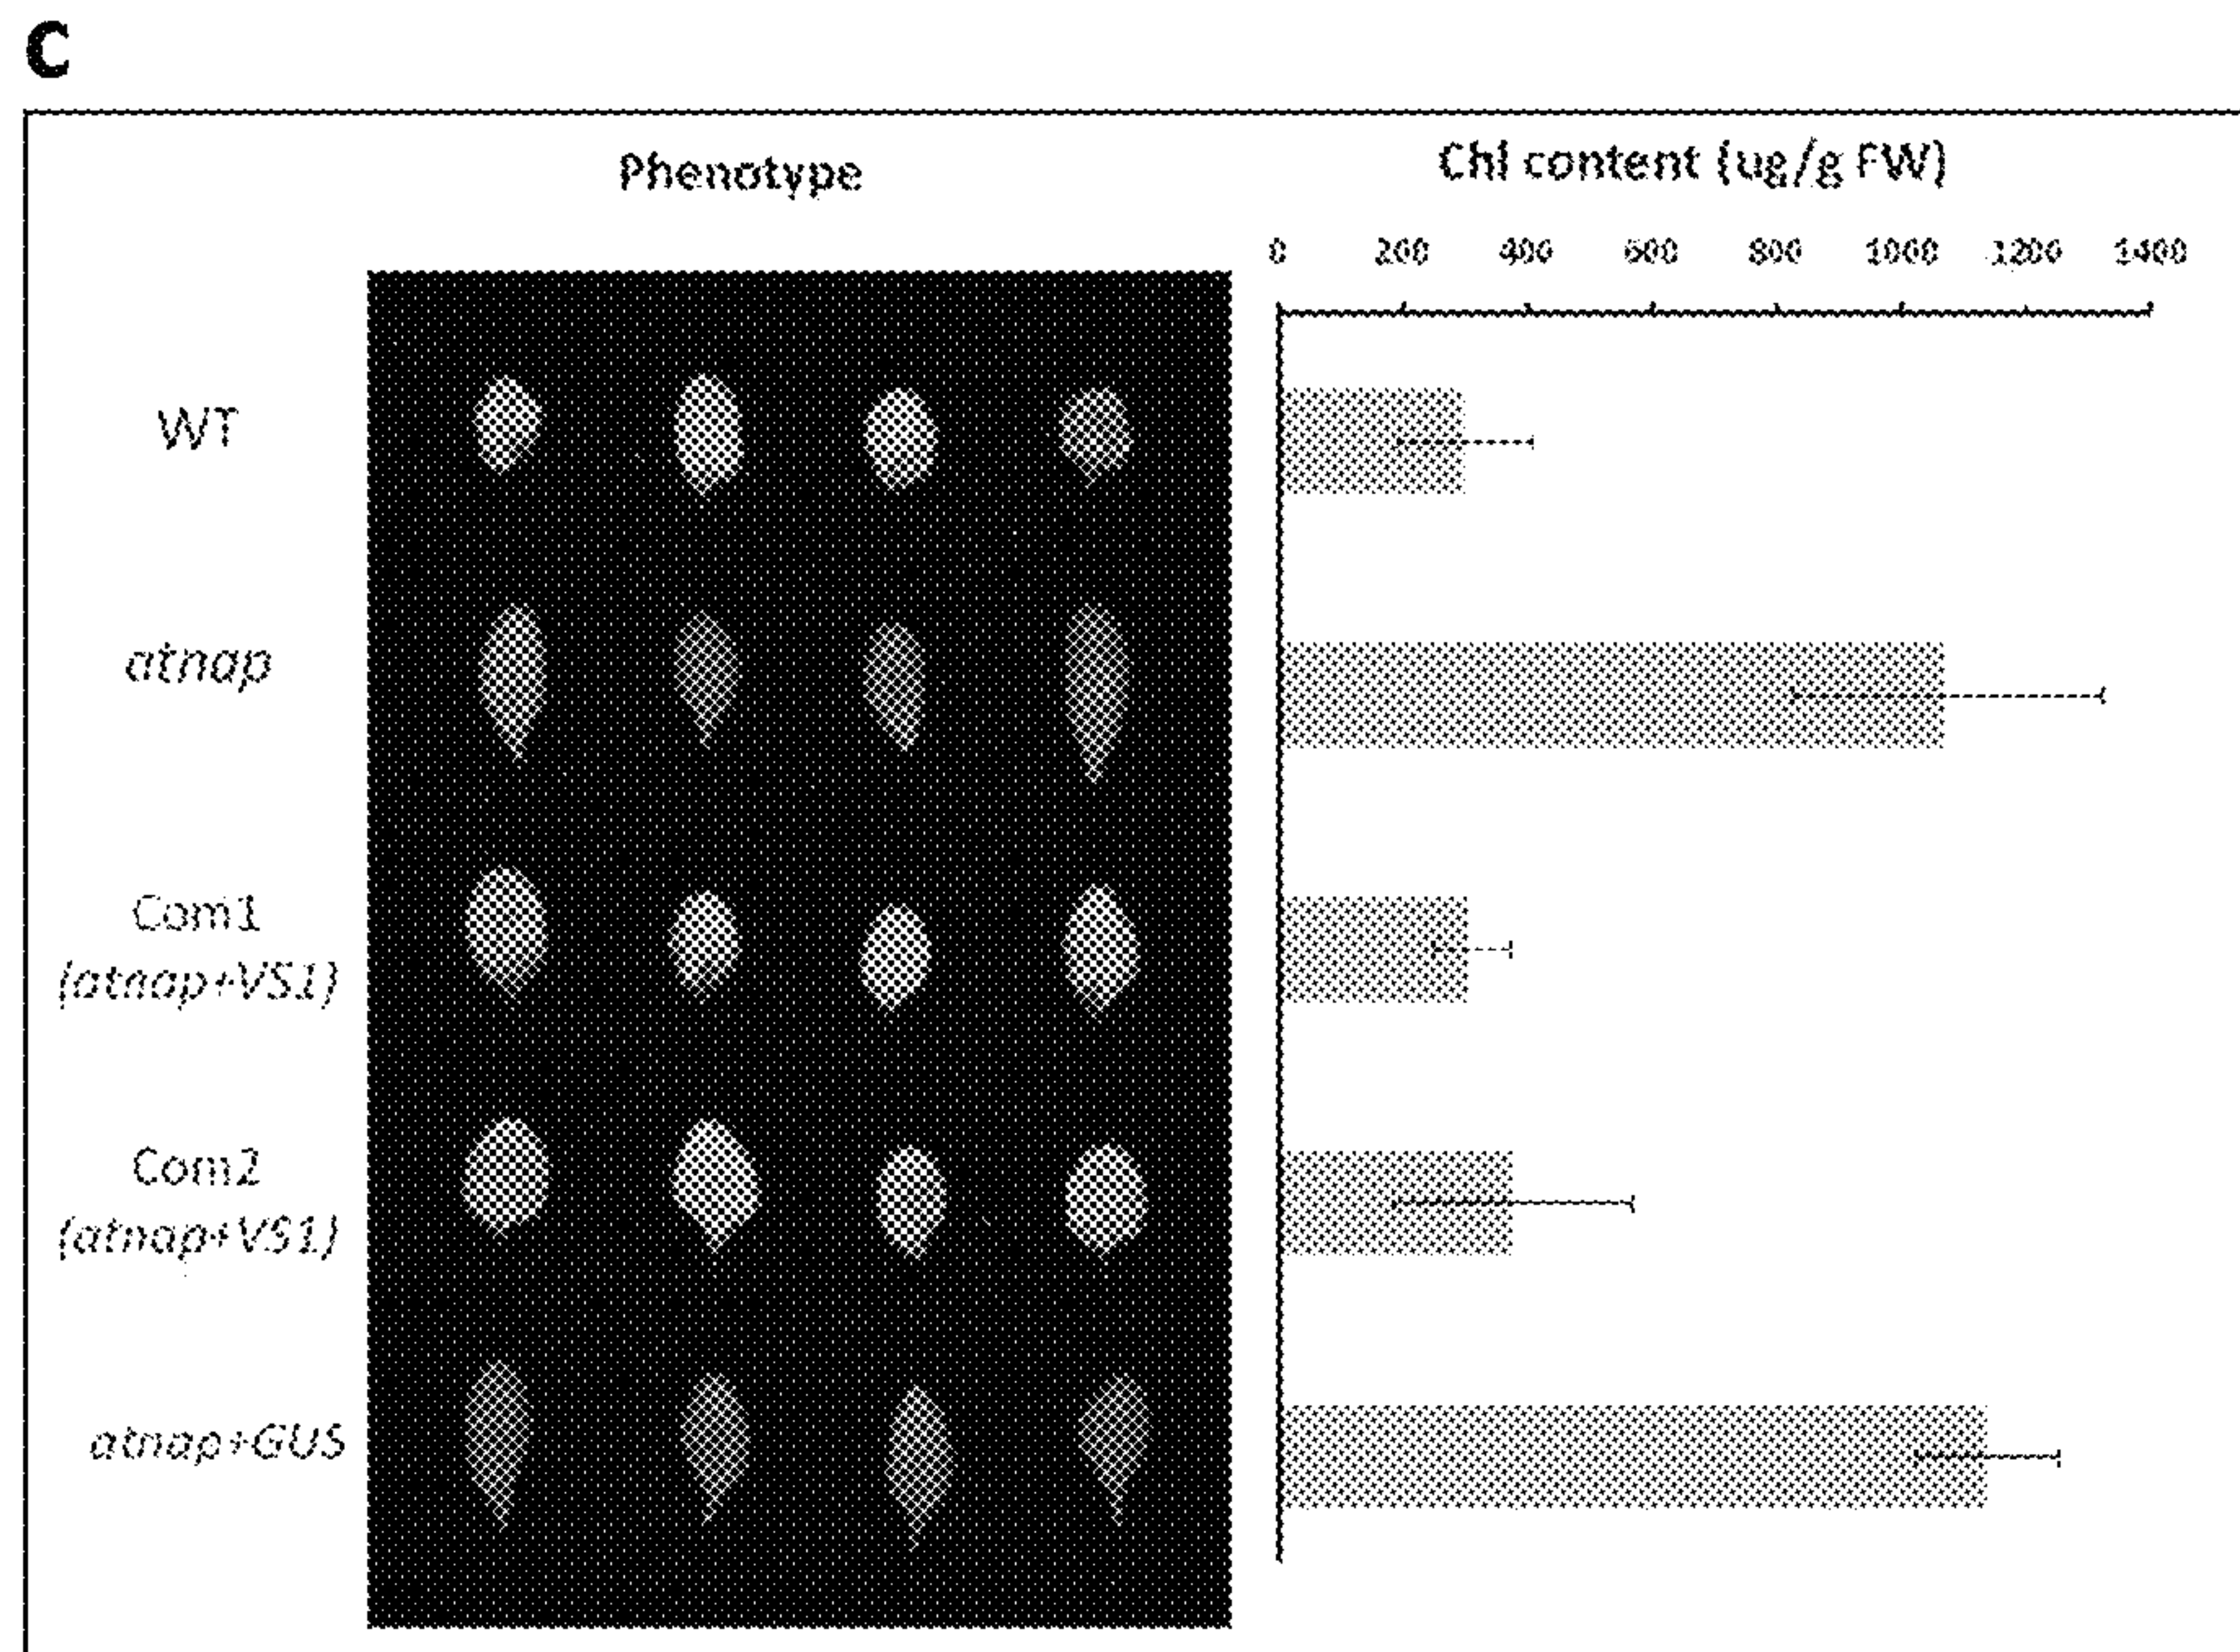 C
Phenotype
Chl content (ug/g FW)
0 200 400 600 800 1000 1200 1400
WT
atnap
Com1
(atnap+VS1)
Com2
(atnap+VS1)
atnap+GUS